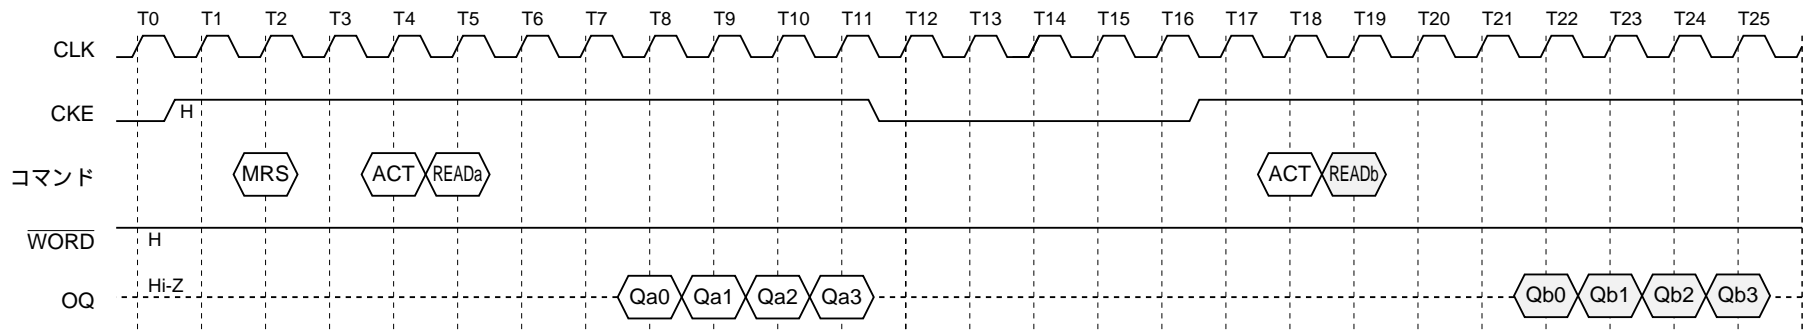 T0 T1 T2 T3 T4 T5 T6 T7 T8 T9 T10 T11 T12 T13 T14 T15 T16 T17 T18 T19 T20 T21 T22 T23 T24 T25
CLK
CKE H
コマンド MRS ACT READa ACT READb
WORD H
OQ Hi-Z Qa0 Qa1 Qa2 Qa3 Qb0 Qb1 Qb2 Qb3